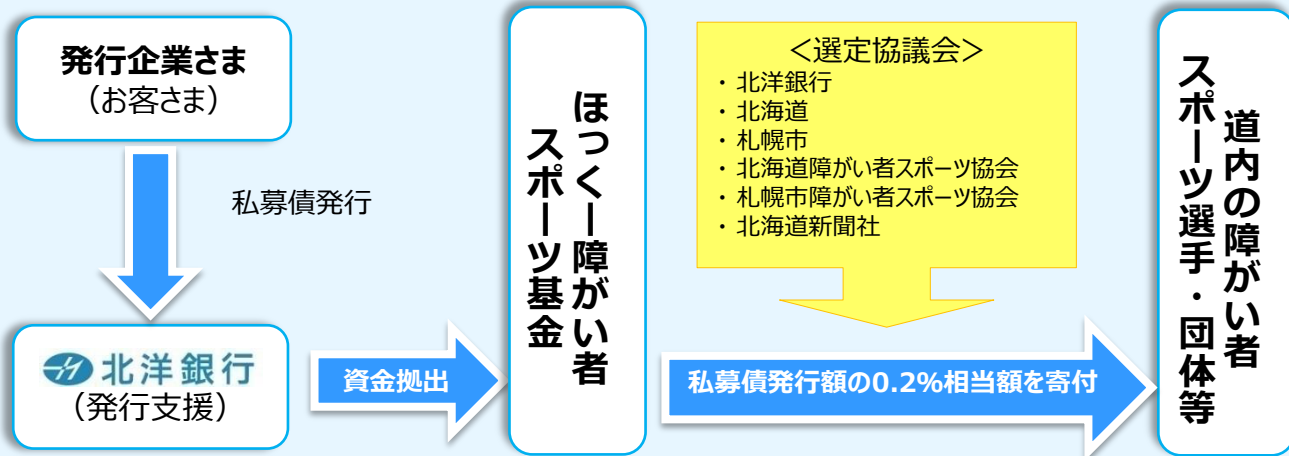 発行企業さま
（お客さま）
私募債発行
北洋銀行
（発行支援）
資金拠出
ほっくー障がい者
スポーツ基金
＜選定協議会＞
・北洋銀行
・北海道
・札幌市
・北海道障がい者スポーツ協会
・札幌市障がい者スポーツ協会
・北海道新聞社
私募債発行額の0.2%相当額を寄付
道内の障がい者
スポーツ選手・団体等